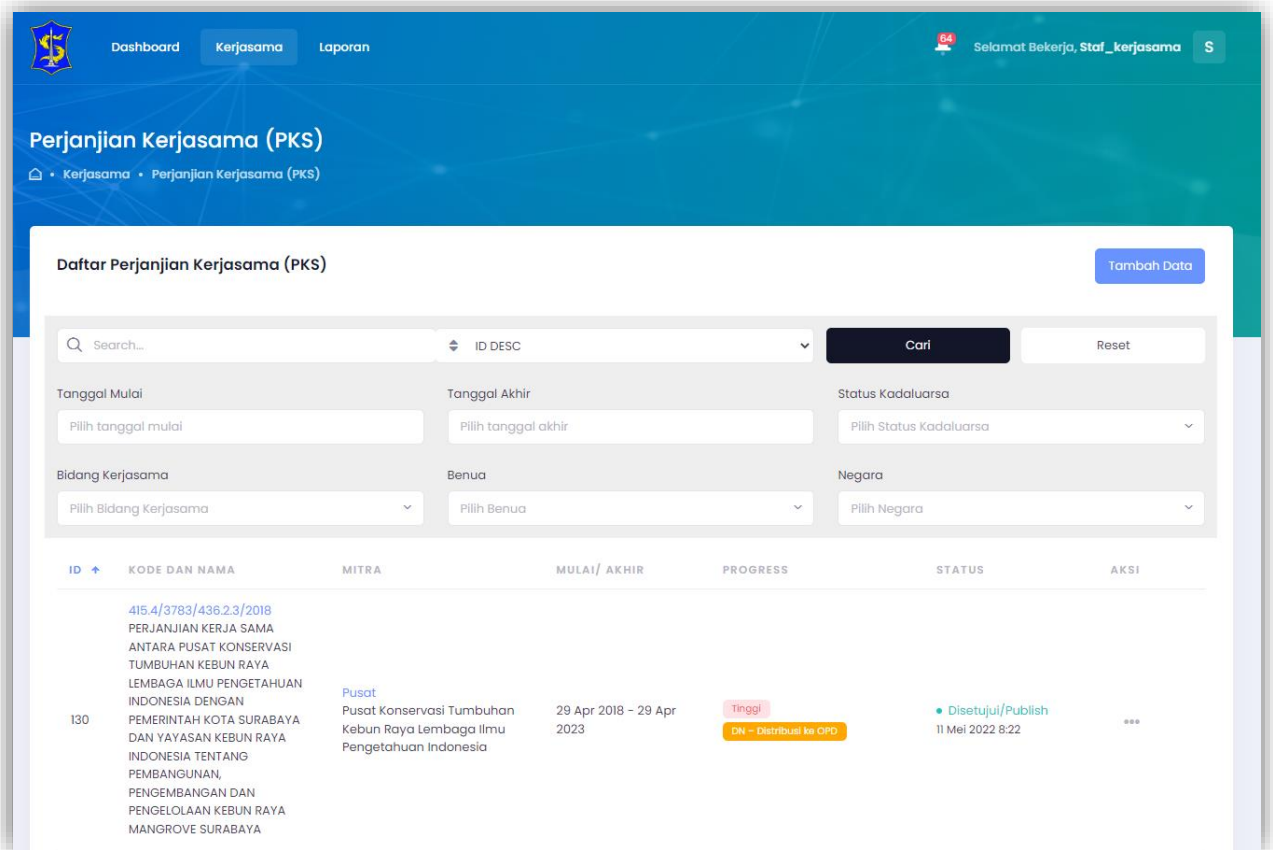 Dashboard Kerjasama Laporan 64 Selamat Bekerja, Staf_kerjasama S
Perjanjian Kerjasama (PKS)
Kerjasama • Perjanjian Kerjasama (PKS)
Daftar Perjanjian Kerjasama (PKS) Tambah Data
Search... ID DESC Cari Reset
Tanggal Mulai Tanggal Akhir Status Kadaluarsa
Pilih tanggal mulai Pilih tanggal akhir Pilih Status Kadaluarsa
Bidang Kerjasama Benua Negara
Pilih Bidang Kerjasama Pilih Benua Pilih Negara
ID KODE DAN NAMA MITRA MULAI/ AKHIR PROGRESS STATUS AKSI
130
415.4/3783/436.2.3/2018
PERJANJIAN KERJA SAMA
ANTARA PUSAT KONSERVASI
TUMBUHAN KEBUN RAYA
LEMBAGA ILMU PENGETAHUAN
INDONESIA DENGAN
PEMERINTAH KOTA SURABAYA
DAN YAYASAN KEBUN RAYA
INDONESIA TENTANG
PEMBANGUNAN,
PENGEMBANGAN DAN
PENGELOLAAN KEBUN RAYA
MANGROVE SURABAYA
Pusat
Pusat Konservasi Tumbuhan
Kebun Raya Lembaga Ilmu
Pengetahuan Indonesia
29 Apr 2018 - 29 Apr
2023
Tinggi
DN - Distribusi ke OPD
• Disetujui/Publish
11 Mei 2022 8:22